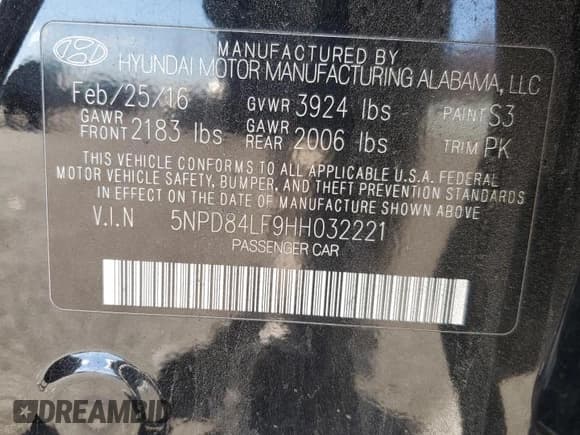 MANUFACTURED BY
HYUNDAI MOTOR MANUFACTURING ALABAMA, LLC
Feb/25/16 GVWR 3924 lbs PAINT S3
GAWR FRONT 2183 lbs GAWR REAR 2006 lbs TRIM PK
THIS VEHICLE CONFORMS TO ALL APPLICABLE U.S.A. FEDERAL
MOTOR VEHICLE SAFETY, BUMPER, AND THEFT PREVENTION STANDARDS
IN EFFECT ON THE DATE OF MANUFACTURE SHOWN ABOVE
V.I.N 5NPD84LF9HH032221
PASSENGER CAR
DREAMBID